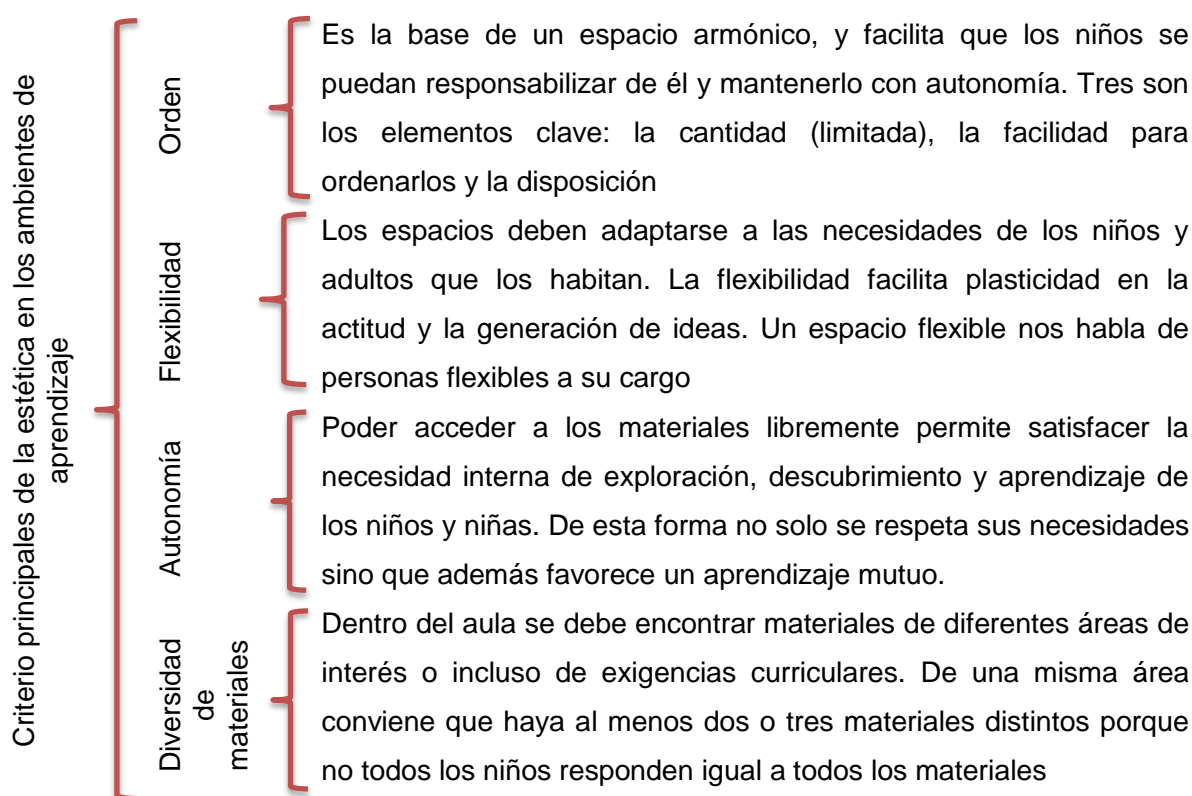 Criterio principales de la estética en los ambientes de
aprendizaje
Orden
Es la base de un espacio armónico, y facilita que los niños se
puedan responsabilizar de él y mantenerlo con autonomía. Tres son
los elementos clave: la cantidad (limitada), la facilidad para
ordenarlos y la disposición
Flexibilidad
Los espacios deben adaptarse a las necesidades de los niños y
adultos que los habitan. La flexibilidad facilita plasticidad en la
actitud y la generación de ideas. Un espacio flexible nos habla de
personas flexibles a su cargo
Autonomía
Poder acceder a los materiales libremente permite satisfacer la
necesidad interna de exploración, descubrimiento y aprendizaje de
los niños y niñas. De esta forma no solo se respeta sus necesidades
sino que además favorece un aprendizaje mutuo.
Diversidad
de
materiales
Dentro del aula se debe encontrar materiales de diferentes áreas de
interés o incluso de exigencias curriculares. De una misma área
conviene que haya al menos dos o tres materiales distintos porque
no todos los niños responden igual a todos los materiales